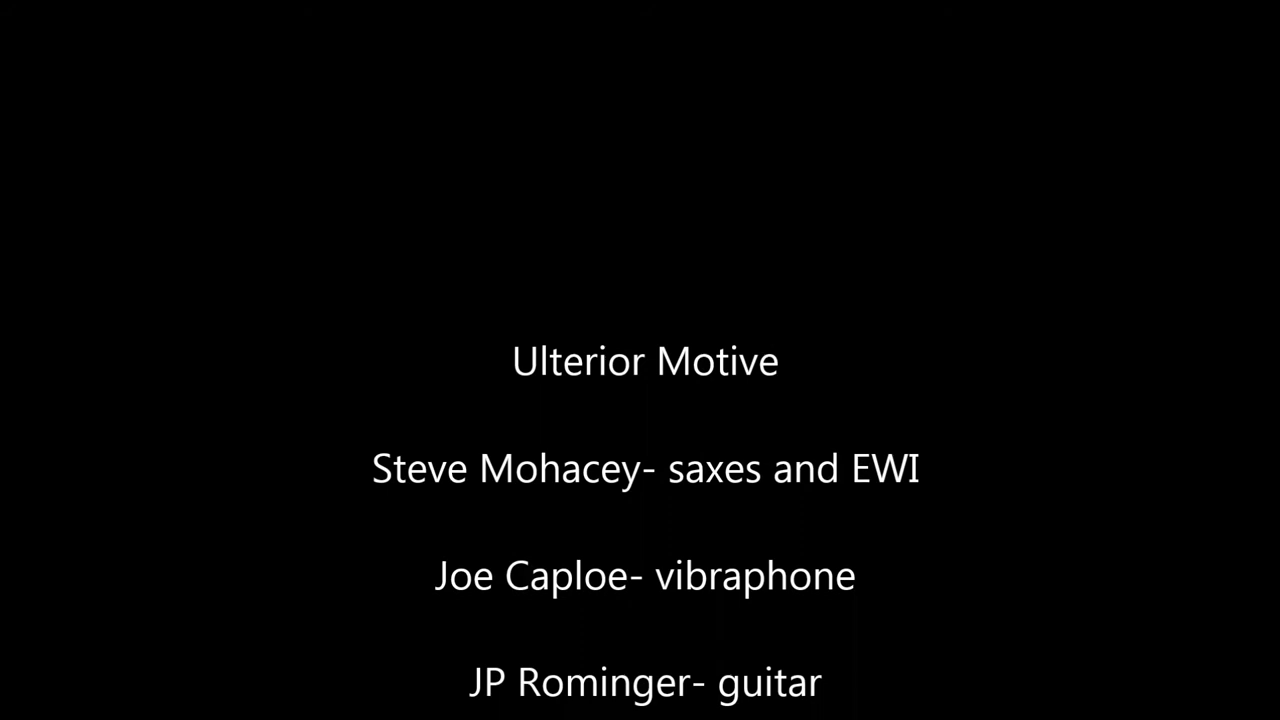 Ulterior Motive
Steve Mohacey- saxes and EWI
Joe Caploe- vibraphone
JP Rominger- guitar